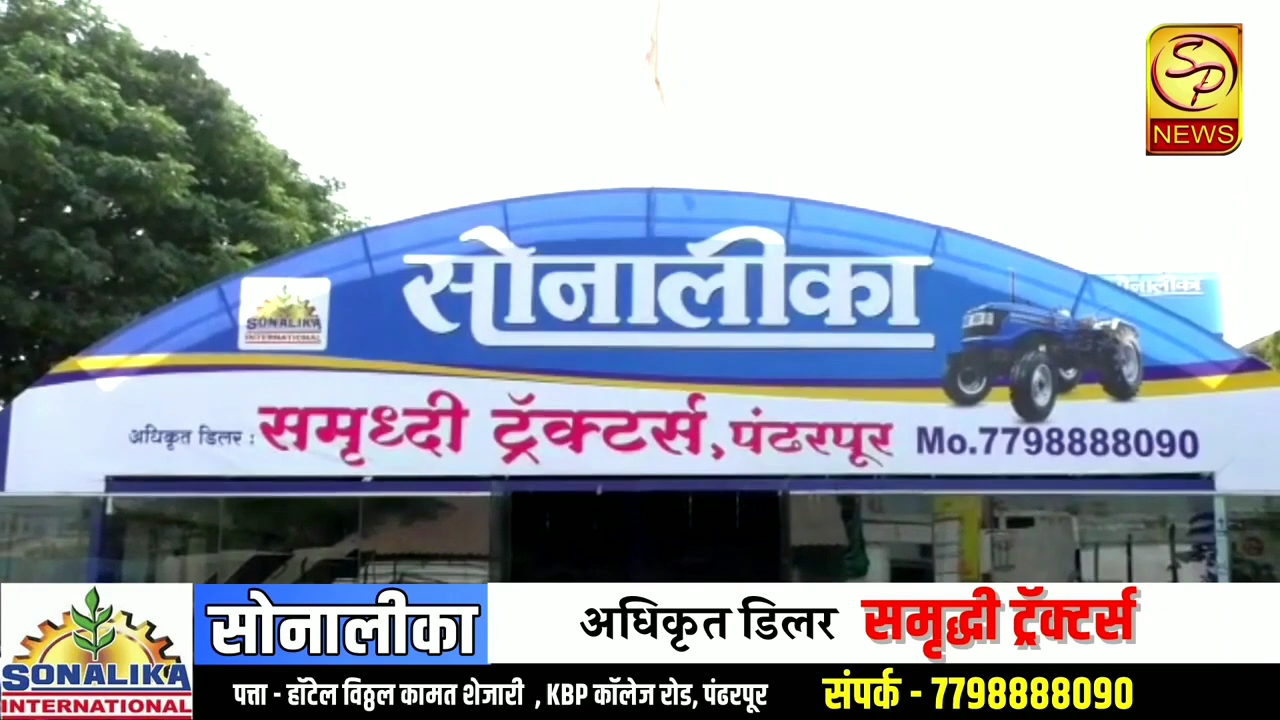 SP
NEWS
सोनालीका
सोनालीका
SONALIKA
INTERNATIONAL
अधिकृत डिलर : समृध्दी ट्रॅक्टर्स, पंढरपूर Mo.7798888090
SONALIKA
INTERNATIONAL
सोनालीका
अधिकृत डिलर समृद्धी ट्रॅक्टर्स
पत्ता - हॉटेल विठ्ठल कामत शेजारी , KBP कॉलेज रोड, पंढरपूर संपर्क - 7798888090